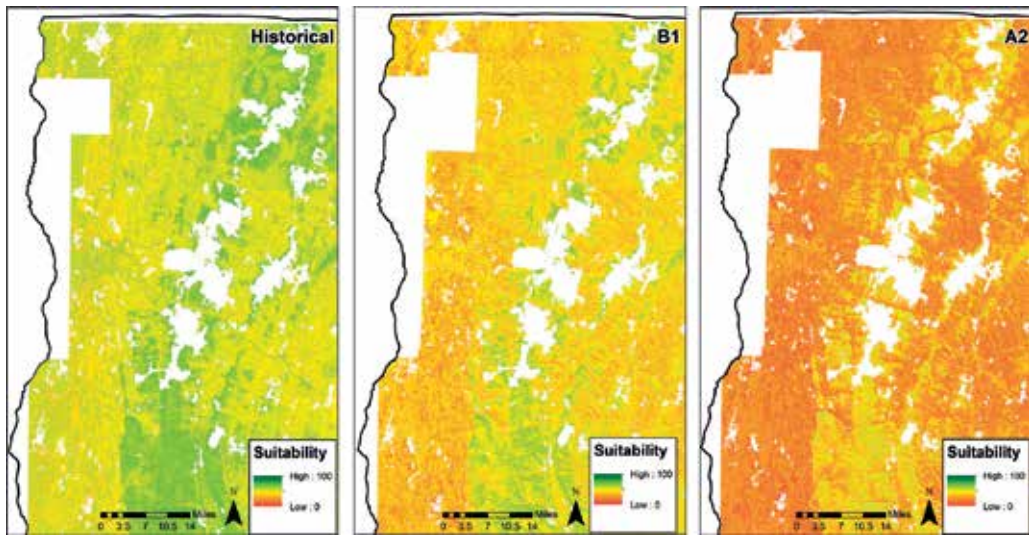 Historical
Suitability
High : 100
Low : 0
N
Miles
0 3.5 7 10.5 14
B1
Suitability
High : 100
Low : 0
N
Miles
0 3.5 7 10.5 14
A2
Suitability
High : 100
Low : 0
N
Miles
0 3.5 7 10.5 14